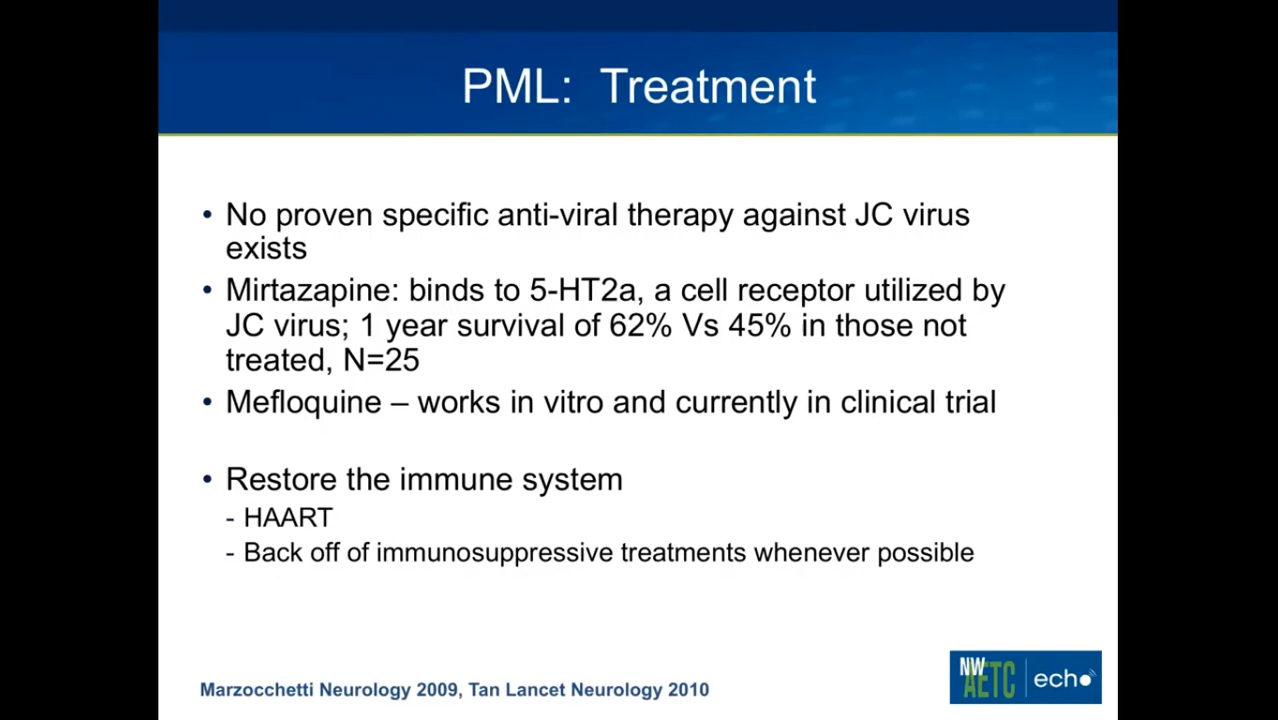 PML: Treatment
• No proven specific anti-viral therapy against JC virus
exists
• Mirtazapine: binds to 5-HT2a, a cell receptor utilized by
JC virus; 1 year survival of 62% Vs 45% in those not
treated, N=25
• Mefloquine – works in vitro and currently in clinical trial
• Restore the immune system
- HAART
- Back off of immunosuppressive treatments whenever possible
Marzocchetti Neurology 2009, Tan Lancet Neurology 2010
NW
AETC
echo